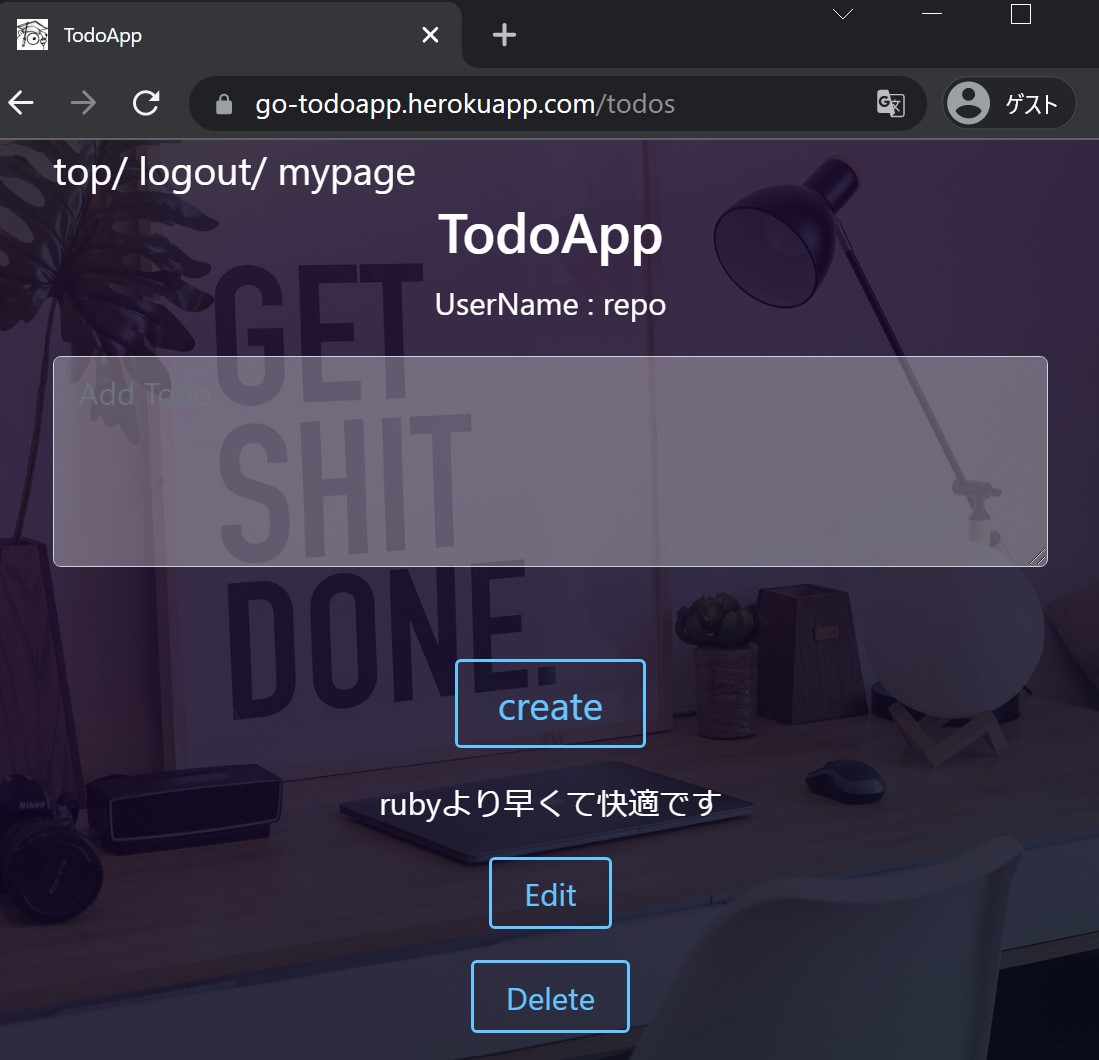 TodoApp
go-todoapp.herokuapp.com/todos
ゲスト
top/ logout/ mypage
TodoApp
UserName : repo
Add Todo
GET
SHIT
DONE.
create
rubyより早くて快適です
Nikon
Edit
Delete